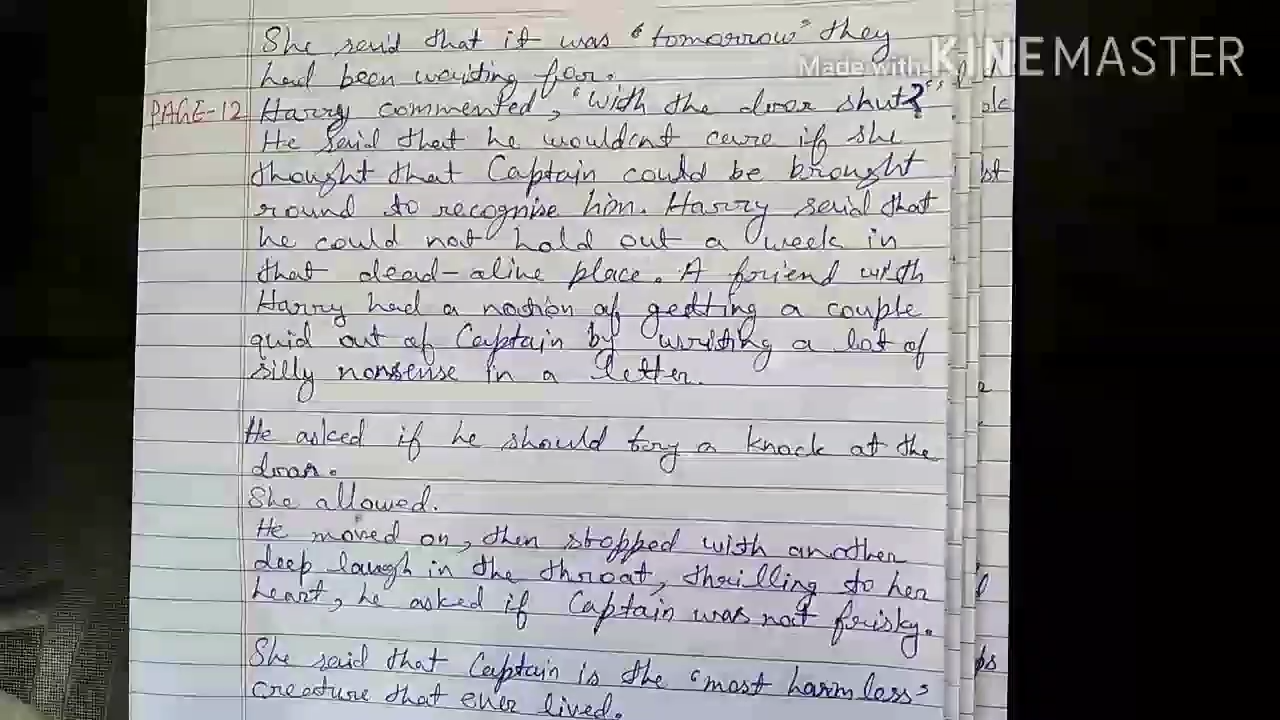 She said that it was "tomorrow" they
Made with KINEMASTER
had been waiting for.
PAGE-12 Harry commented, "with the door shut?"
He said that he wouldnt care if she
thought that Captain could be brought
round to recognise him. Harry said that
he could not hold out a week in
that dead-alive place. A friend with
Harry had a notion of getting a couple
quid out of Captain by writing a lot of
silly nonsense in a letter.
He asked if he should try a knock at the
door.
She allowed.
He moved on, then stopped with another
deep laugh in the throat, thrilling to her
heart, he asked if Captain was not frisky.
She said that Captain is the "most harmless"
creature that ever lived.